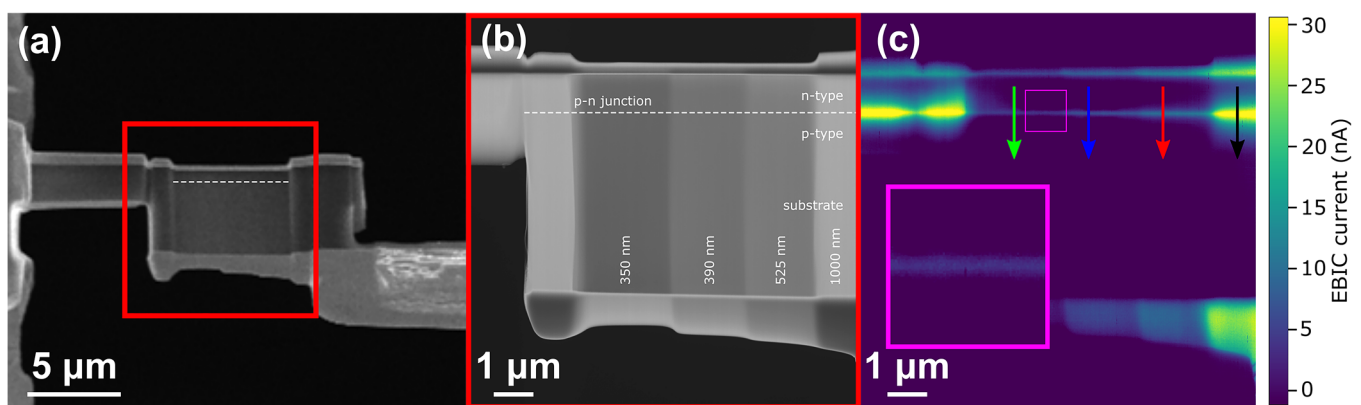 (a)
5 μm
(b)
n-type
p-n junction
p-type
substrate
350 nm
390 nm
525 nm
1000 nm
1 μm
(c)
1 μm
30
25
20
15
10
5
0
EBIC current (nA)